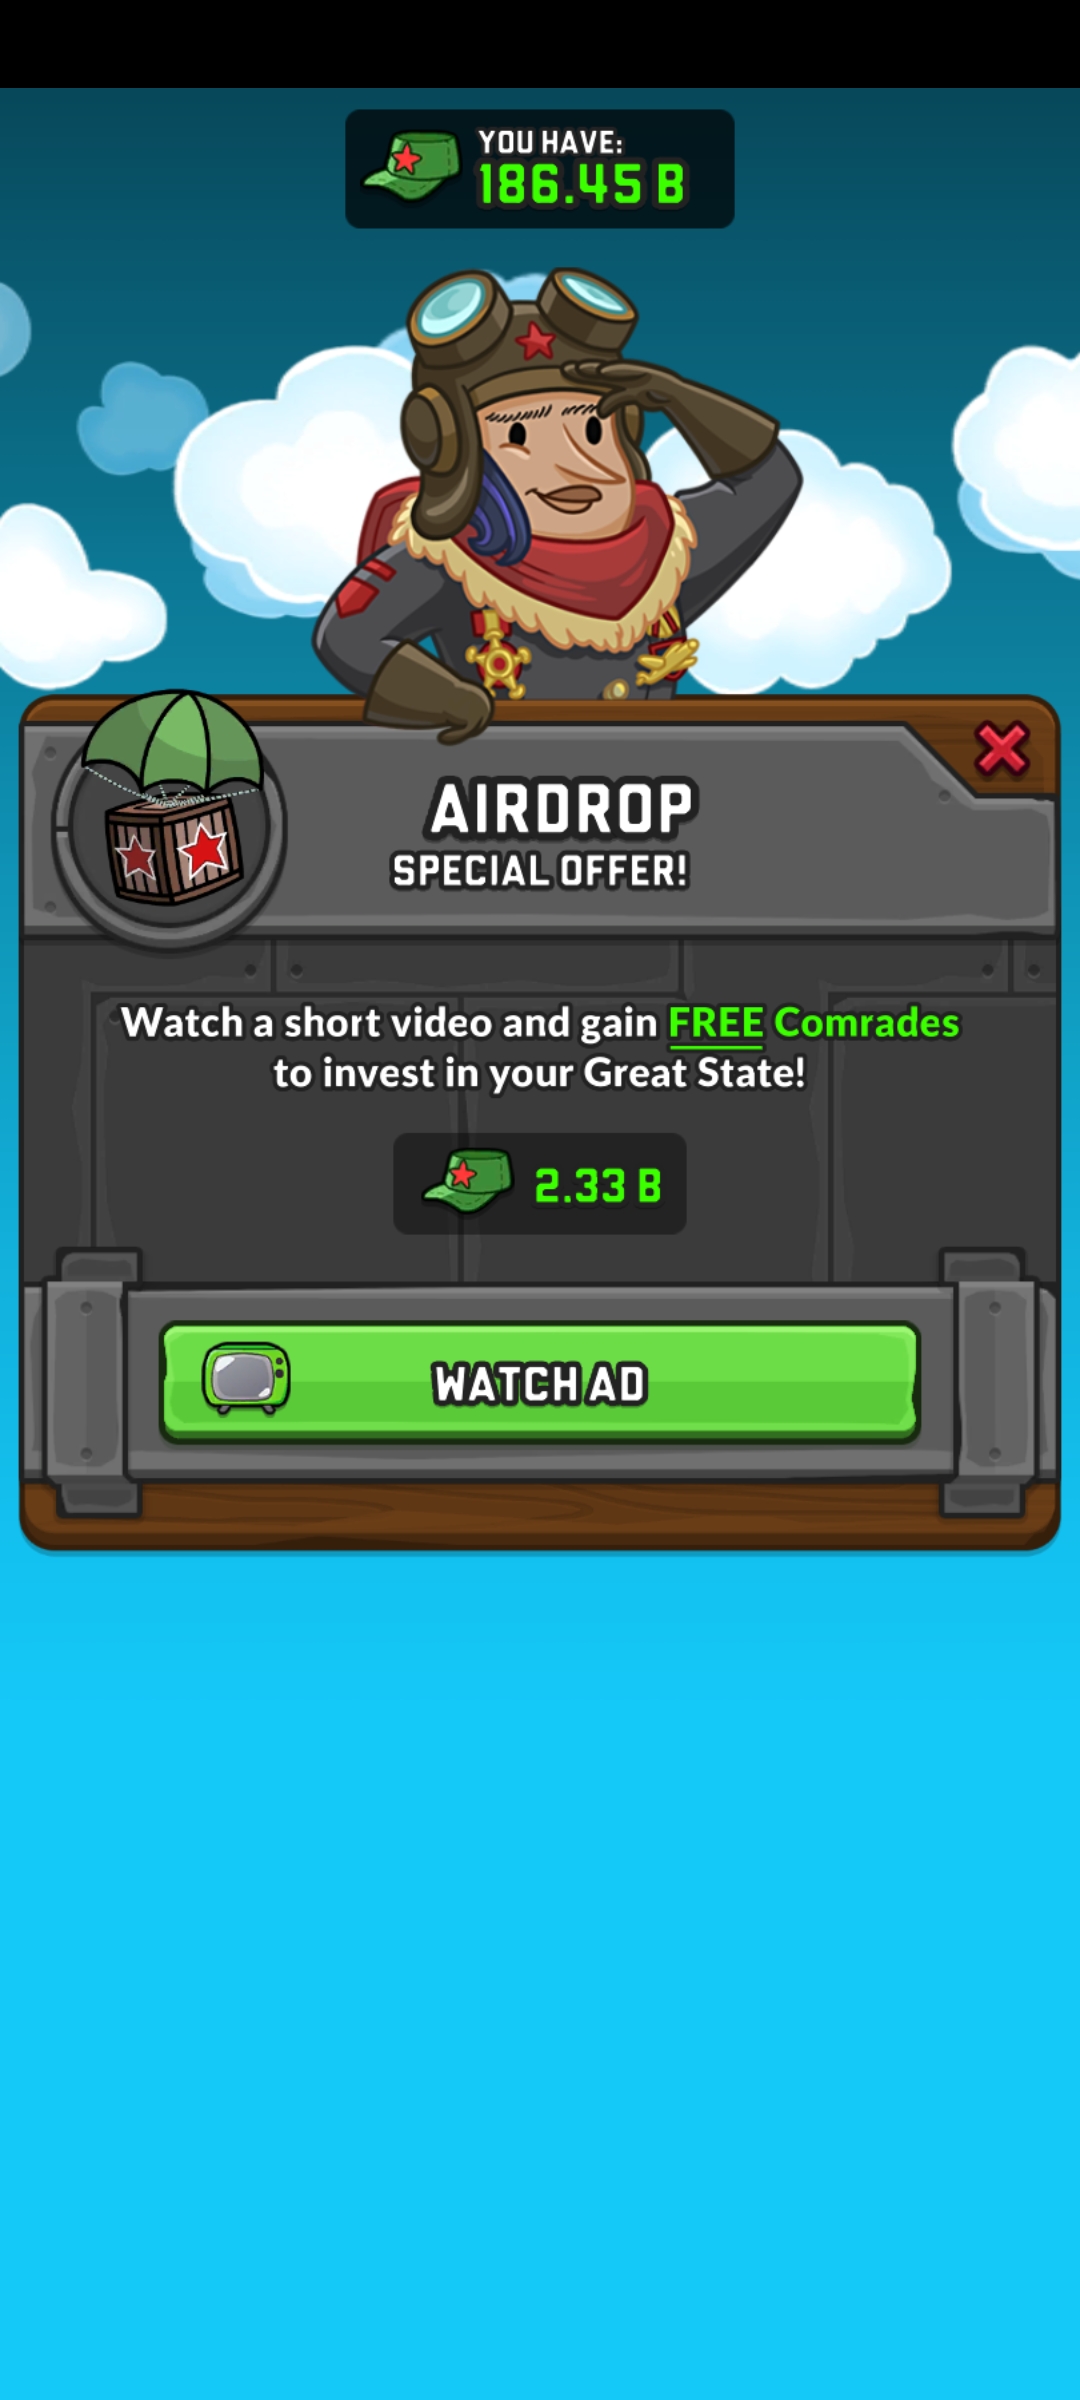 YOU HAVE:
186.45 B
AIRDROP
SPECIAL OFFER!
Watch a short video and gain FREE Comrades
to invest in your Great State!
2.33 B
WATCH AD